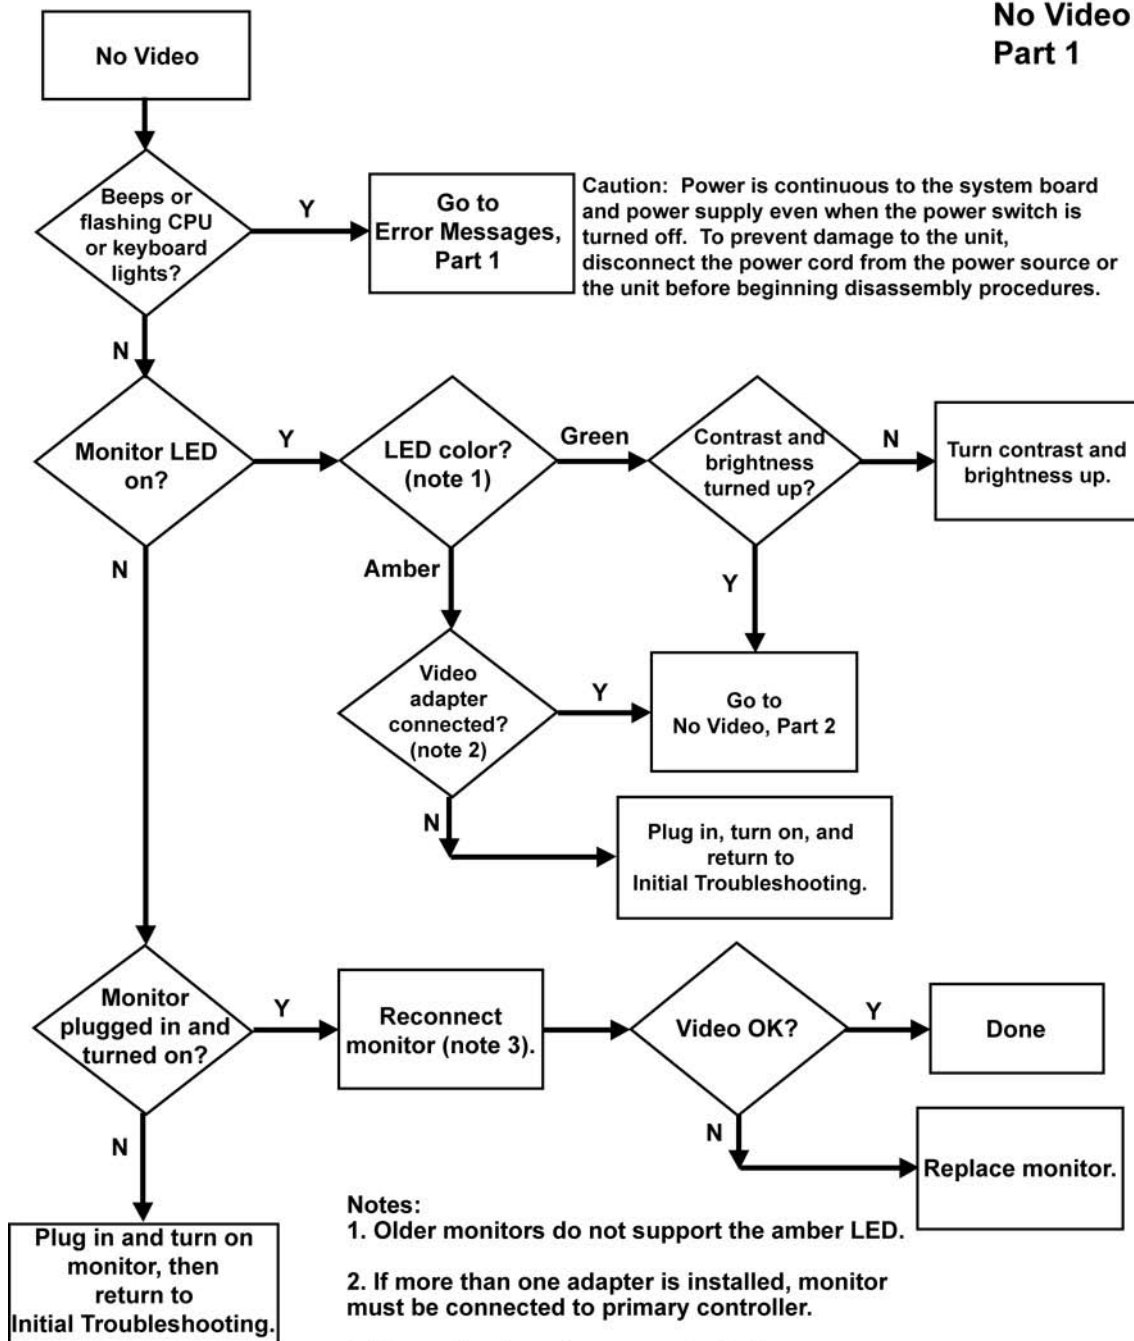 No Video
Part 1
No Video
Beeps or
flashing CPU
or keyboard
lights?
Y
Go to
Error Messages,
Part 1
Caution: Power is continuous to the system board
and power supply even when the power switch is
turned off. To prevent damage to the unit,
disconnect the power cord from the power source or
the unit before beginning disassembly procedures.
N
Monitor LED
on?
Y
LED color?
(note 1)
Green
Contrast and
brightness
turned up?
N
Turn contrast and
brightness up.
N
Amber
Y
Video
adapter
connected?
(note 2)
Y
Go to
No Video, Part 2
N
Plug in, turn on, and
return to
Initial Troubleshooting.
Monitor
plugged in and
turned on?
Y
Reconnect
monitor (note 3).
Video OK?
Y
Done
N
N
Replace monitor.
Plug in and turn on
monitor, then
return to
Initial Troubleshooting.
Notes:
1. Older monitors do not support the amber LED.
2. If more than one adapter is installed, monitor
must be connected to primary controller.